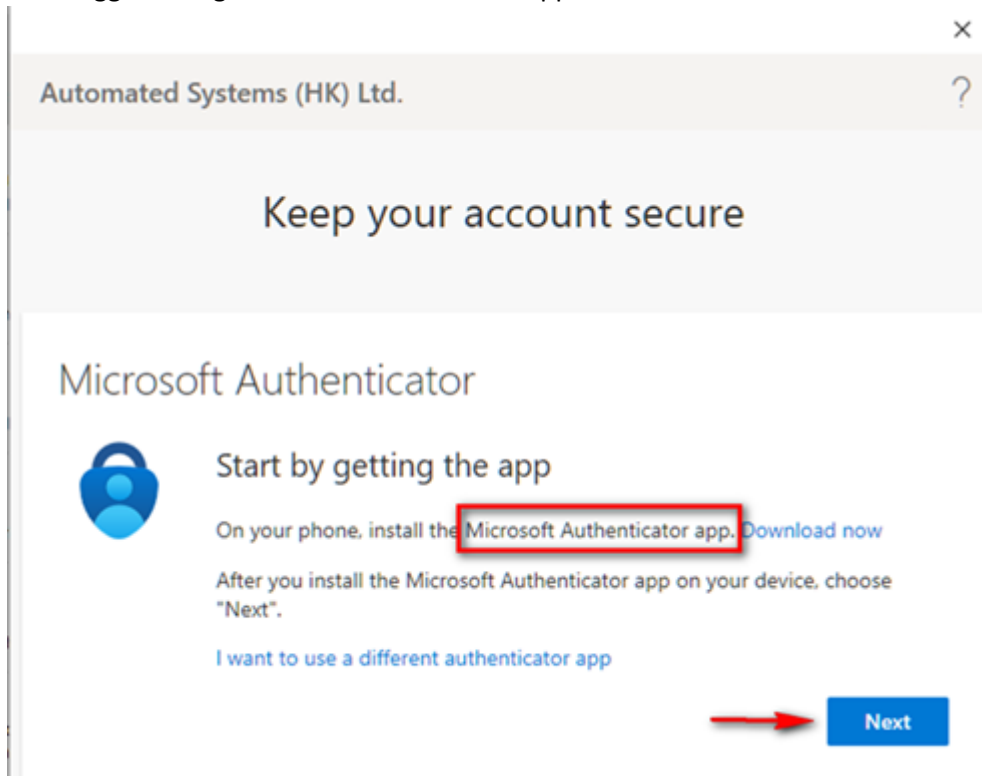 Automated Systems (HK) Ltd.
?
Keep your account secure
Microsoft Authenticator
Start by getting the app
On your phone, install the Microsoft Authenticator app. Download now
After you install the Microsoft Authenticator app on your device, choose
"Next".
I want to use a different authenticator app
Next